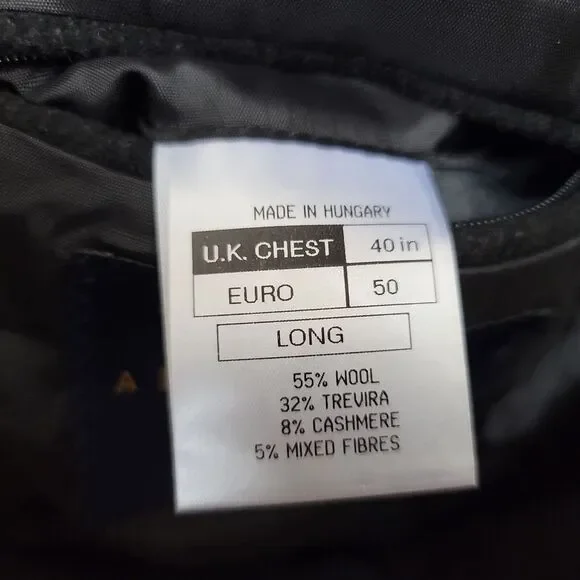 MADE IN HUNGARY
U.K. CHEST 40 in
EURO 50
LONG
55% WOOL
32% TREVIRA
8% CASHMERE
5% MIXED FIBRES